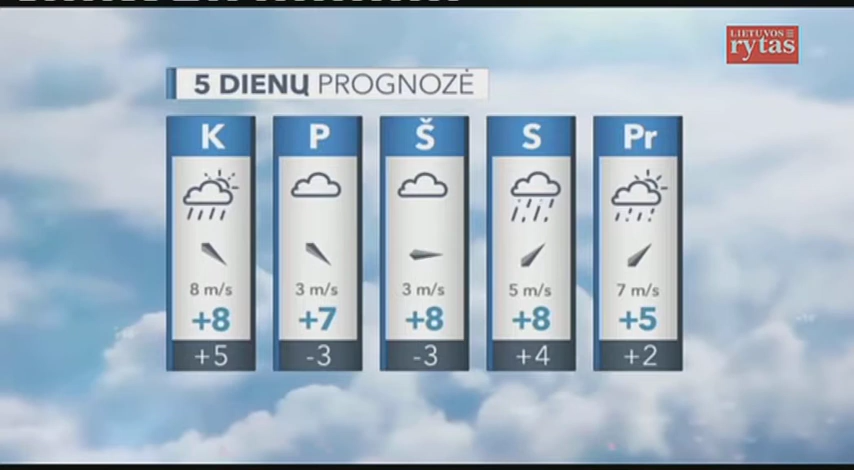 LIETUVOS
rytas
5 DIENŲ PROGNOZĖ
K P Š S Pr
8 m/s 3 m/s 3 m/s 5 m/s 7 m/s
+8 +7 +8 +8 +5
+5 -3 -3 +4 +2